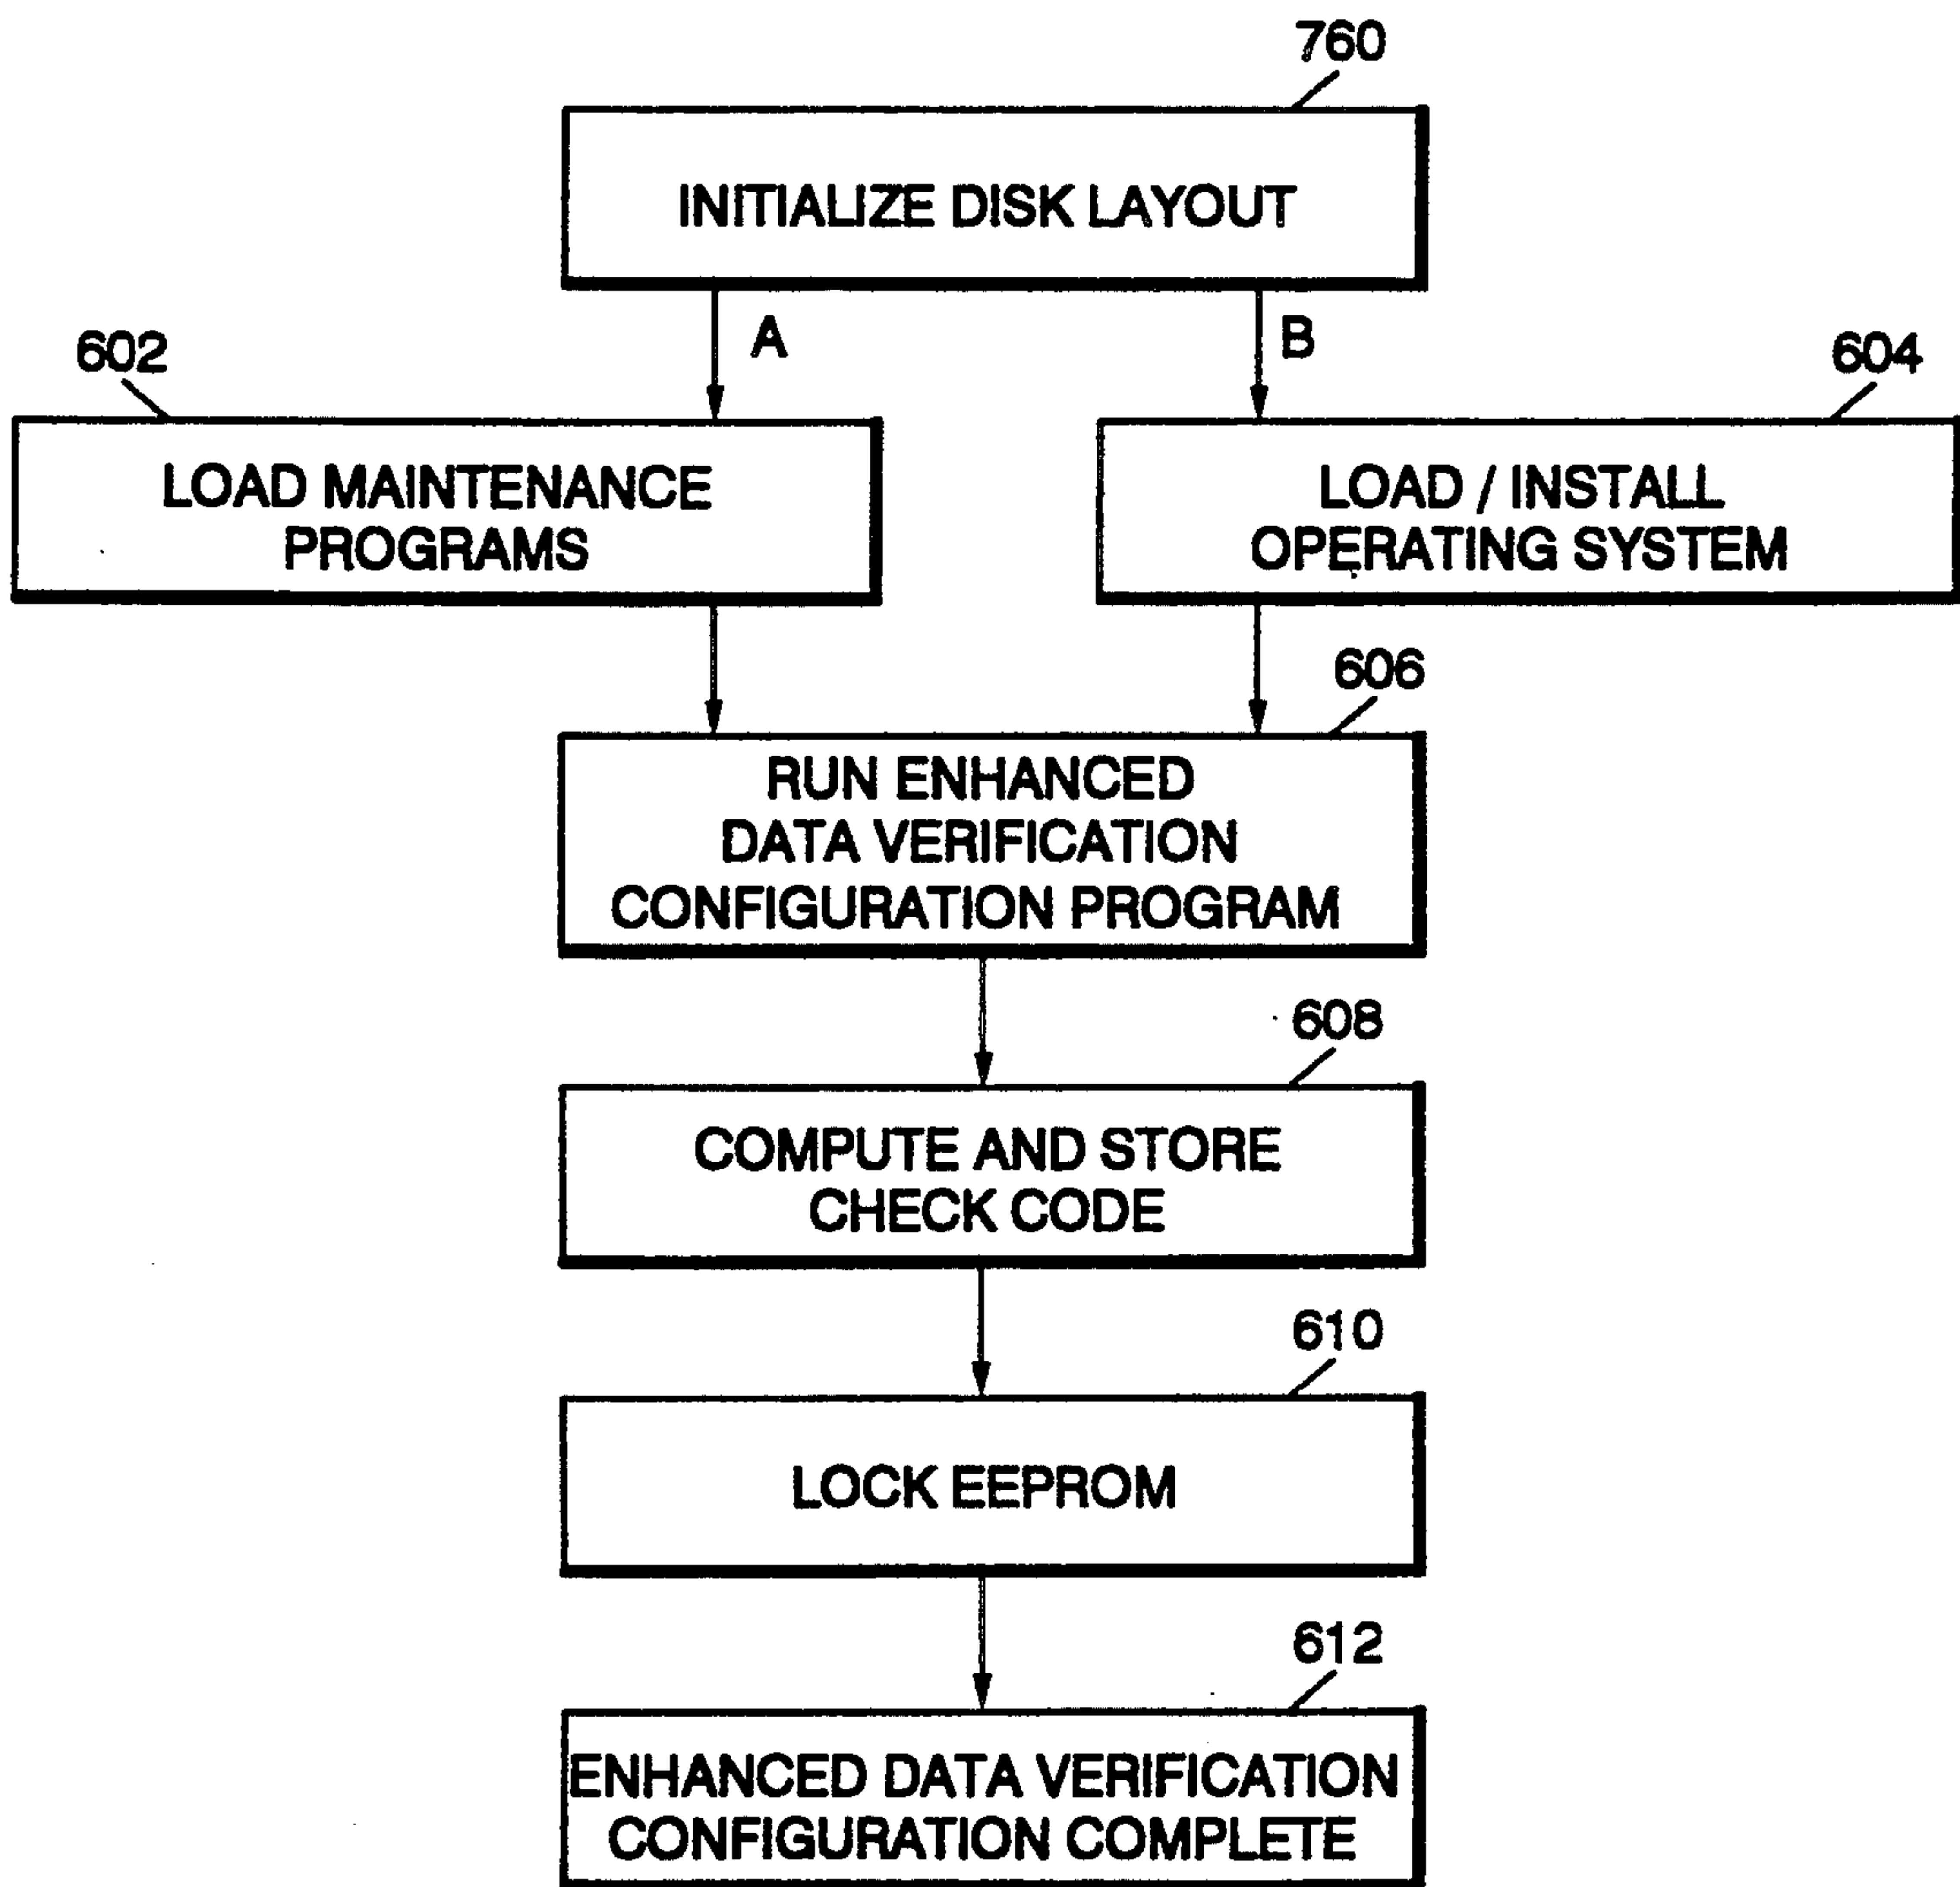 760
INITIALIZE DISK LAYOUT
A
B
602
604
LOAD MAINTENANCE
PROGRAMS
LOAD / INSTALL
OPERATING SYSTEM
606
RUN ENHANCED
DATA VERIFICATION
CONFIGURATION PROGRAM
608
COMPUTE AND STORE
CHECK CODE
610
LOCK EEPROM
612
ENHANCED DATA VERIFICATION
CONFIGURATION COMPLETE